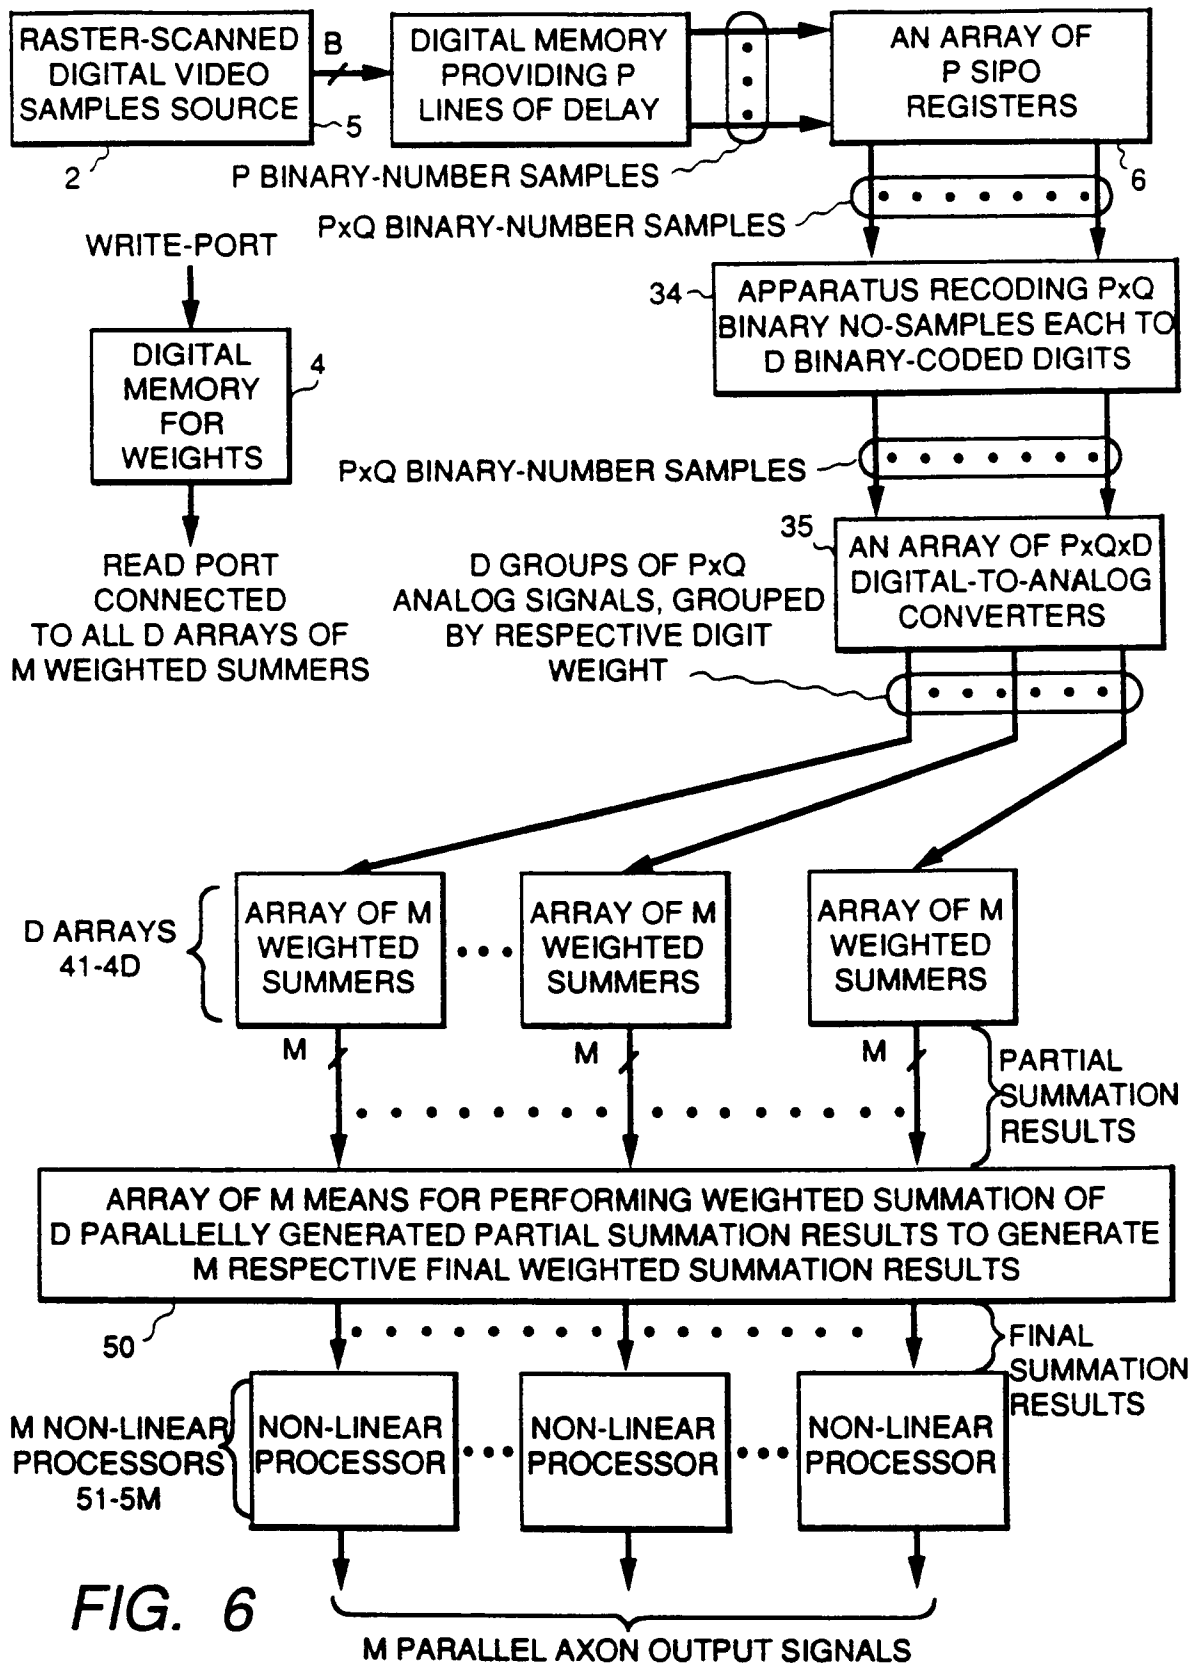 RASTER-SCANNED
DIGITAL VIDEO
SAMPLES SOURCE
2
B
5
DIGITAL MEMORY
PROVIDING P
LINES OF DELAY
AN ARRAY OF
P SIPO
REGISTERS
6
P BINARY-NUMBER SAMPLES
PxQ BINARY-NUMBER SAMPLES
WRITE-PORT
DIGITAL
MEMORY
FOR
WEIGHTS
4
READ PORT
CONNECTED
TO ALL D ARRAYS OF
M WEIGHTED SUMMERS
34
APPARATUS RECODING PxQ
BINARY NO-SAMPLES EACH TO
D BINARY-CODED DIGITS
PxQ BINARY-NUMBER SAMPLES
35
AN ARRAY OF PxQxD
DIGITAL-TO-ANALOG
CONVERTERS
D GROUPS OF PxQ
ANALOG SIGNALS, GROUPED
BY RESPECTIVE DIGIT
WEIGHT
D ARRAYS
41-4D
ARRAY OF M
WEIGHTED
SUMMERS
ARRAY OF M
WEIGHTED
SUMMERS
ARRAY OF M
WEIGHTED
SUMMERS
M
M
M
PARTIAL
SUMMATION
RESULTS
ARRAY OF M MEANS FOR PERFORMING WEIGHTED SUMMATION OF
D PARALLELLY GENERATED PARTIAL SUMMATION RESULTS TO GENERATE
M RESPECTIVE FINAL WEIGHTED SUMMATION RESULTS
50
FINAL
SUMMATION
RESULTS
M NON-LINEAR
PROCESSORS
51-5M
NON-LINEAR
PROCESSOR
NON-LINEAR
PROCESSOR
NON-LINEAR
PROCESSOR
FIG. 6
M PARALLEL AXON OUTPUT SIGNALS